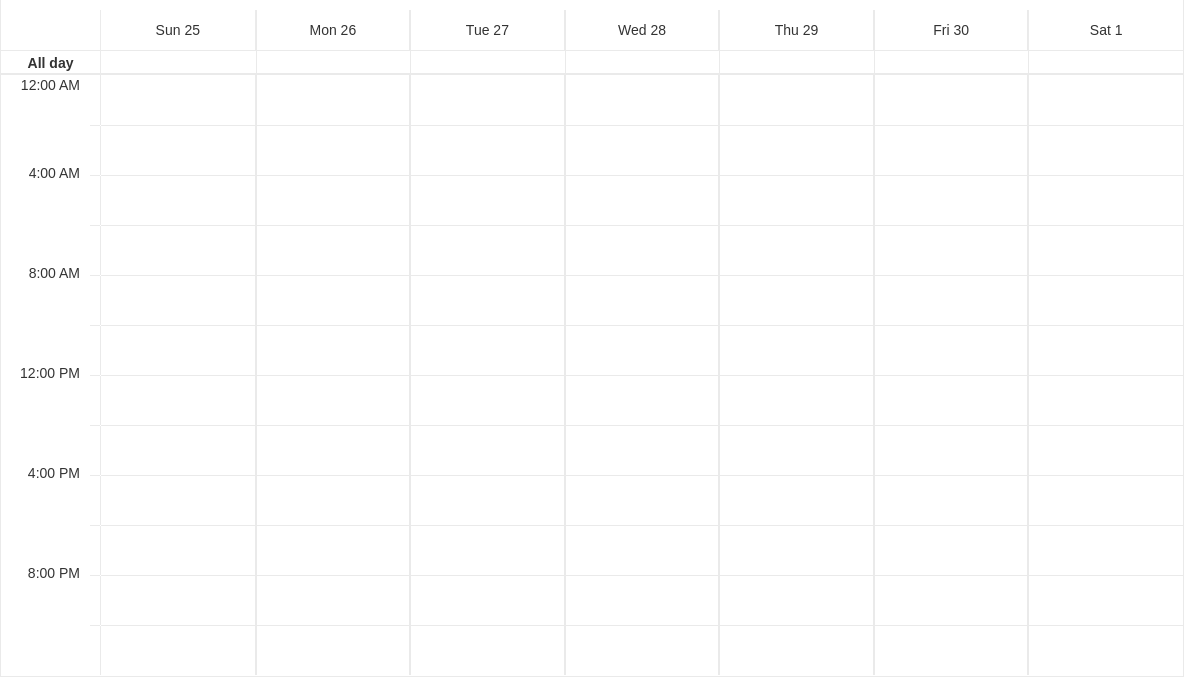 Sun 25 Mon 26 Tue 27 Wed 28 Thu 29 Fri 30 Sat 1
All day
12:00 AM
4:00 AM
8:00 AM
12:00 PM
4:00 PM
8:00 PM